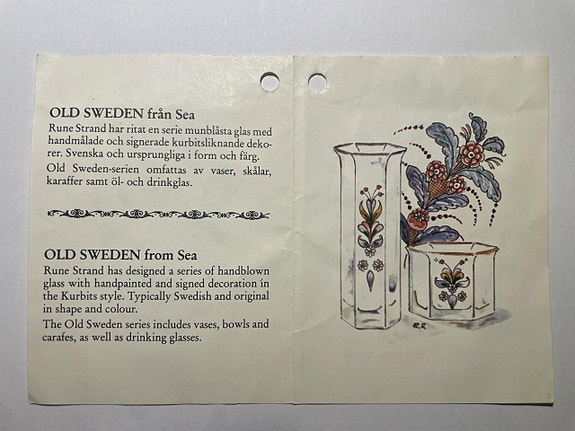 OLD SWEDEN från Sea
Rune Strand har ritat en serie munblåsta glas med
handmålade och signerade kurbitsliknande deko-
rer. Svenska och ursprungliga i form och färg.
Old Sweden-serien omfattas av vaser, skålar,
karaffer samt öl- och drinkglas.
OLD SWEDEN from Sea
Rune Strand has designed a series of handblown
glass with handpainted and signed decoration in
the Kurbits style. Typically Swedish and original
in shape and colour.
The Old Sweden series includes vases, bowls and
carafes, as well as drinking glasses.